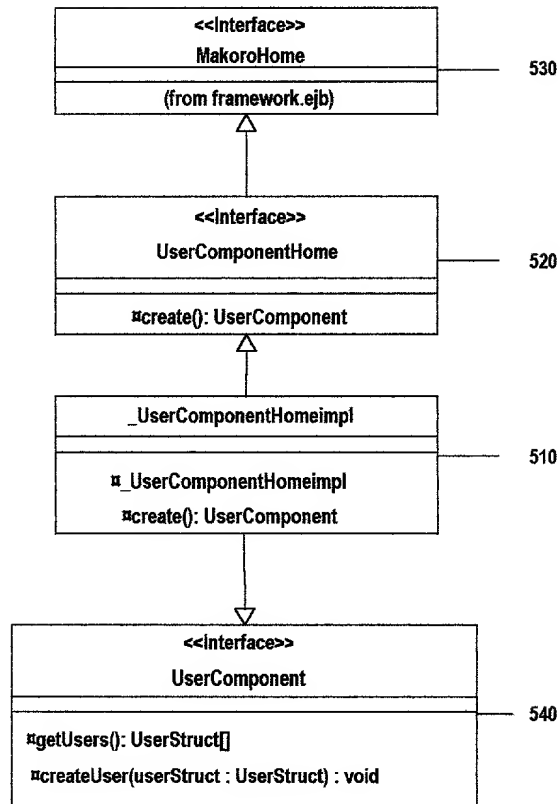 <<Interface>>
MakoroHome
530
(from framework.ejb)
<<Interface>>
UserComponentHome
520
¤create(): UserComponent
_UserComponentHomeimpl
510
¤_UserComponentHomeimpl
¤create(): UserComponent
<<Interface>>
UserComponent
540
¤getUsers(): UserStruct[]
¤createUser(userStruct : UserStruct) : void